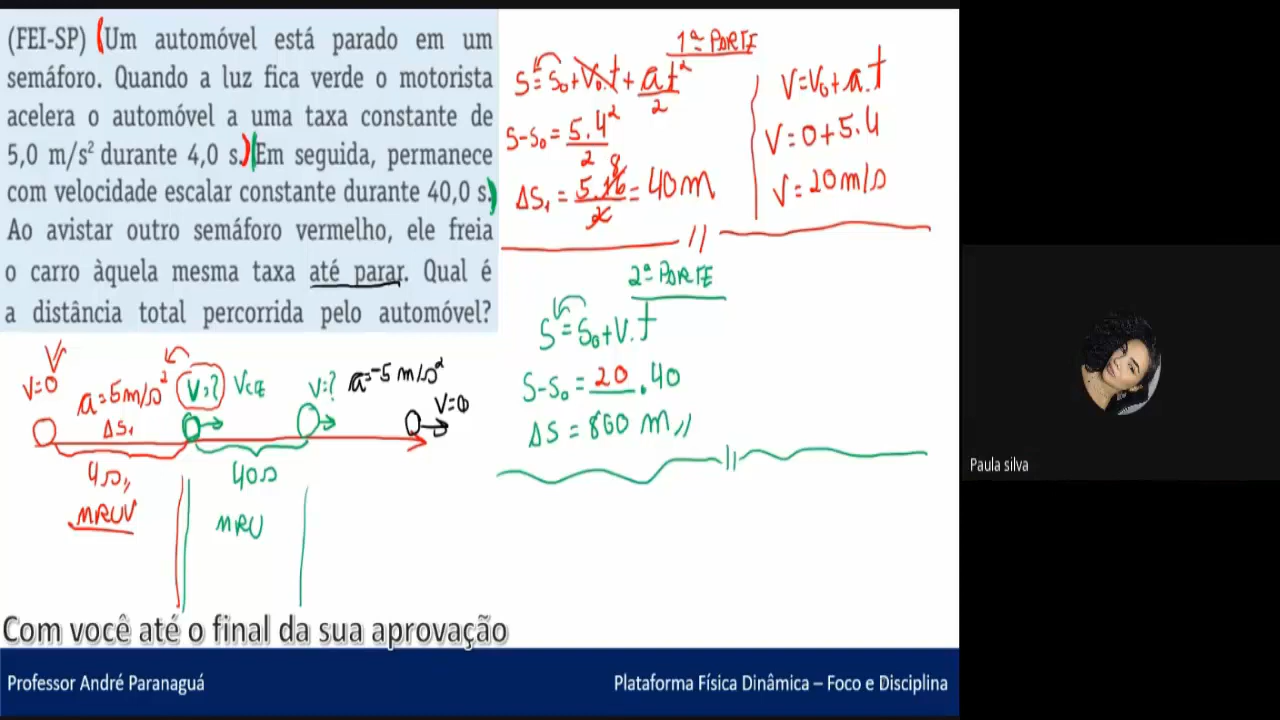 (FEI-SP) (Um automóvel está parado em um
semáforo. Quando a luz fica verde o motorista
acelera o automóvel a uma taxa constante de
5,0 m/s² durante 4,0 s.) (Em seguida, permanece
com velocidade escalar constante durante 40,0 s.)
Ao avistar outro semáforo vermelho, ele freia
o carro àquela mesma taxa até parar. Qual é
a distância total percorrida pelo automóvel?
V=0
a=5m/s²
V=?
V CTE
V=?
a=-5 m/s²
V=0
ΔS₁
4s
40s
MRUV
MRU
1ª PARTE
S=S₀+V₀.t+at²/2
S-S₀=5.4²/2
ΔS₁=5.16/2=40m
8
V=V₀+a.t
V=0+5.4
V=20m/s
2ª PARTE
S=S₀+V.t
S-S₀=20.40
ΔS=800 m//
Com você até o final da sua aprovação
Professor André Paranaguá
Plataforma Física Dinâmica – Foco e Disciplina
Paula silva